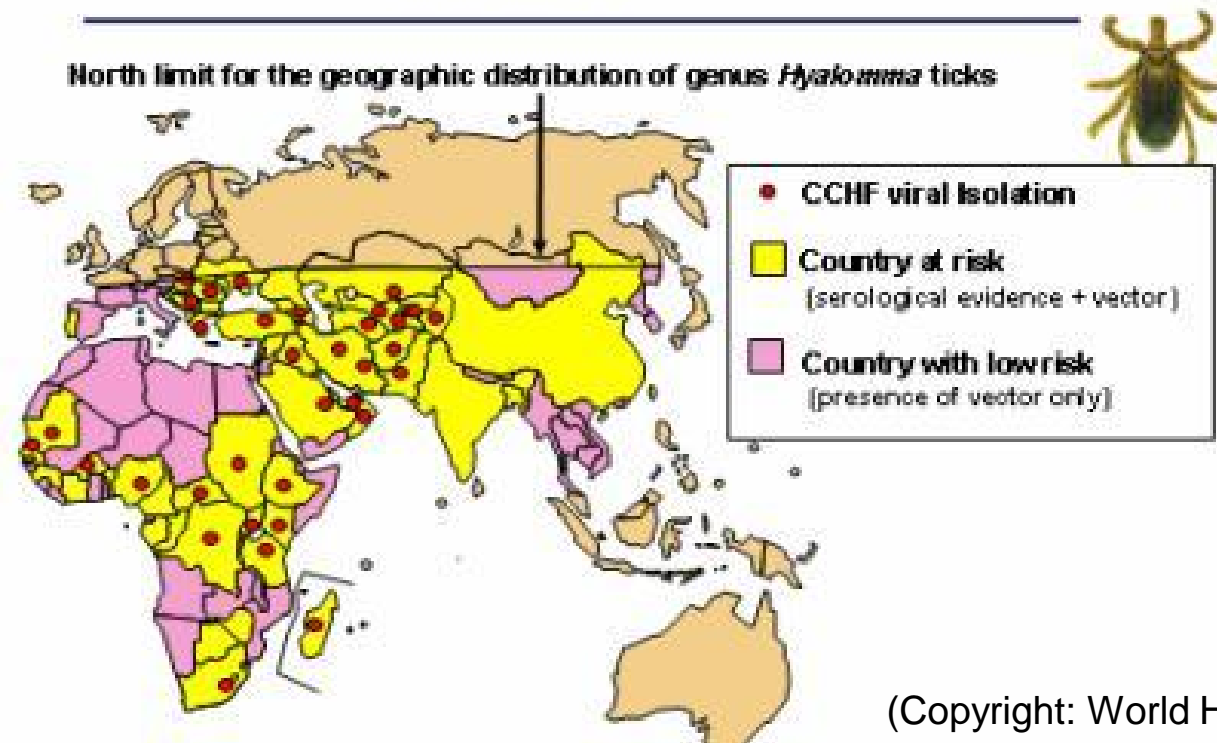 North limit for the geographic distribution of genus Hyalomma ticks
CCHF viral Isolation
Country at risk
(serological evidence + vector)
Country with low risk
(presence of vector only)
(Copyright: World H